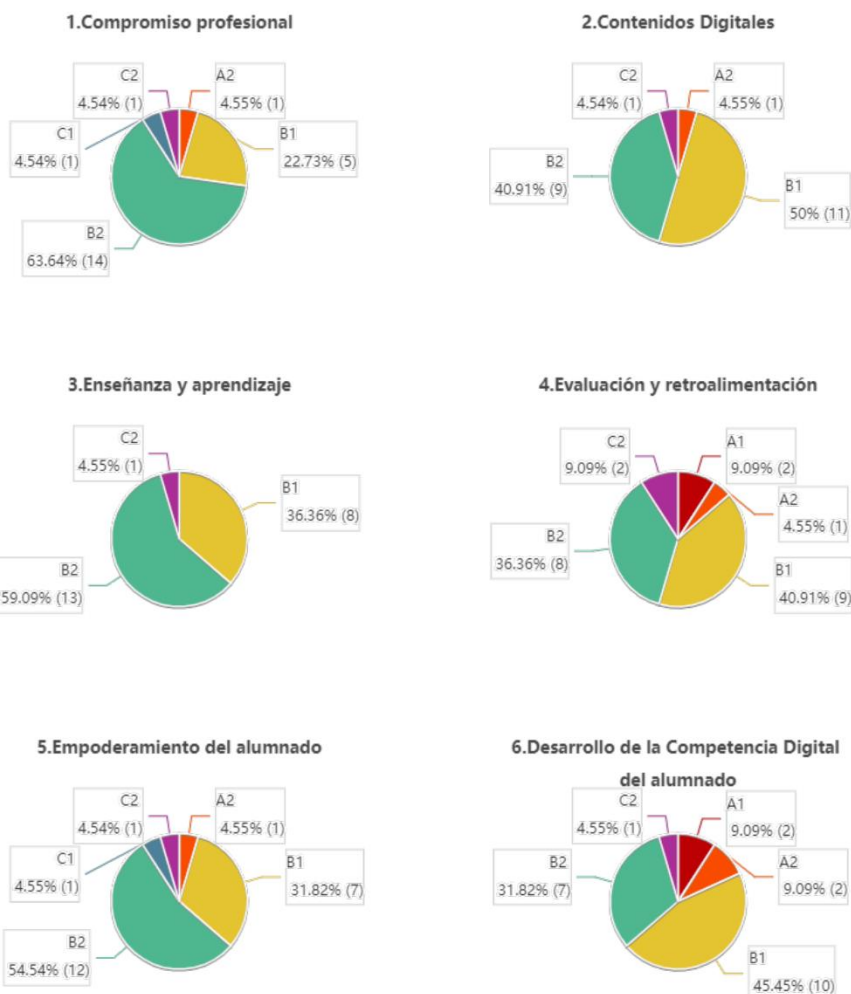 1.Compromiso profesional
C2
4.54% (1)
A2
4.55% (1)
C1
4.54% (1)
B1
22.73% (5)
B2
63.64% (14)
2.Contenidos Digitales
C2
4.54% (1)
A2
4.55% (1)
B2
40.91% (9)
B1
50% (11)
3.Enseñanza y aprendizaje
C2
4.55% (1)
B1
36.36% (8)
B2
59.09% (13)
4.Evaluación y retroalimentación
C2
9.09% (2)
A1
9.09% (2)
A2
4.55% (1)
B2
36.36% (8)
B1
40.91% (9)
5.Empoderamiento del alumnado
C2
4.54% (1)
A2
4.55% (1)
C1
4.55% (1)
B1
31.82% (7)
B2
54.54% (12)
6.Desarrollo de la Competencia Digital
del alumnado
C2
4.55% (1)
A1
9.09% (2)
B2
31.82% (7)
A2
9.09% (2)
B1
45.45% (10)